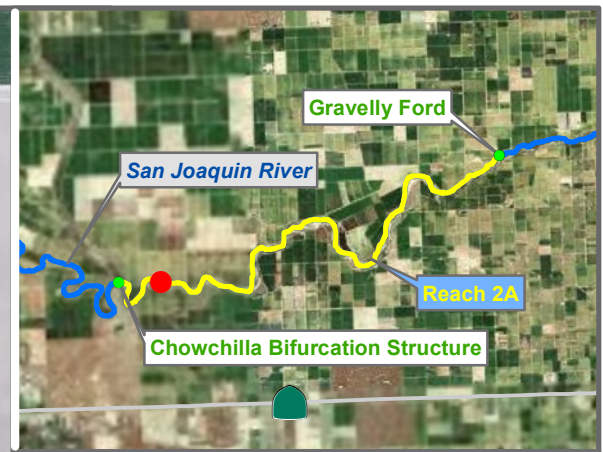 Gravelly Ford
San Joaquin River
Reach 2A
Chowchilla Bifurcation Structure